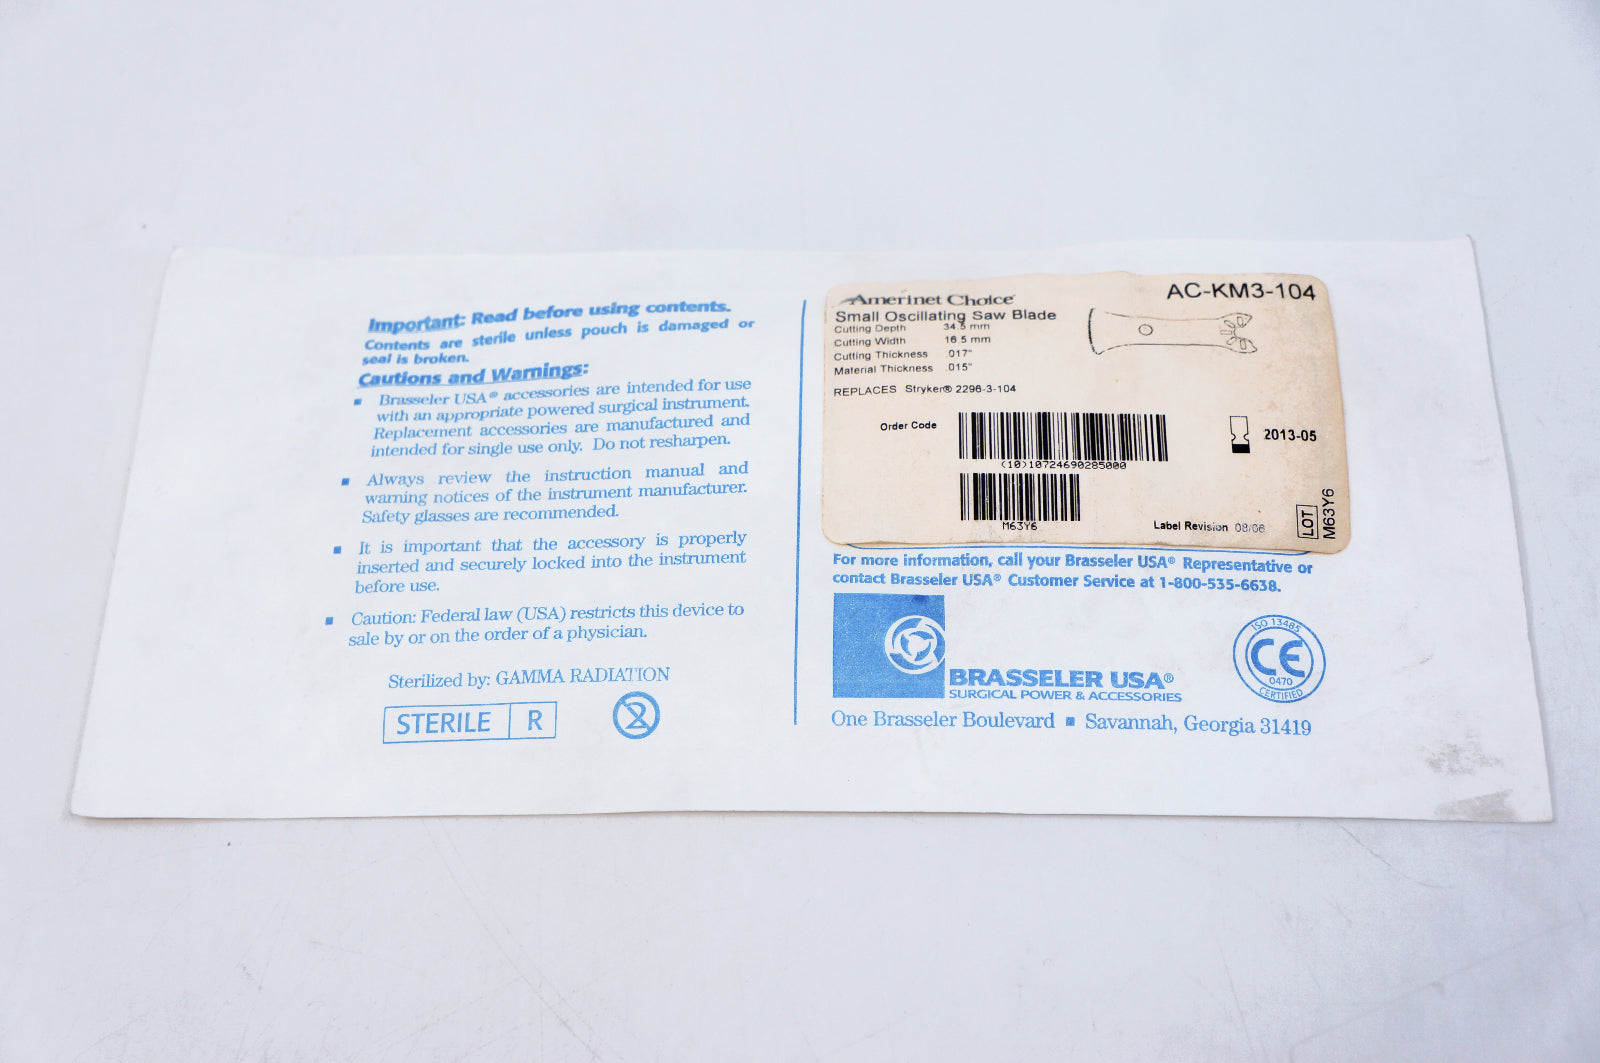 Important: Read before using contents.
Contents are sterile unless pouch is damaged or
seal is broken.
Cautions and Warnings:
▪ Brasseler USA® accessories are intended for use
with an appropriate powered surgical instrument.
Replacement accessories are manufactured and
intended for single use only. Do not resharpen.
▪ Always review the instruction manual and
warning notices of the instrument manufacturer.
Safety glasses are recommended.
▪ It is important that the accessory is properly
inserted and securely locked into the instrument
before use.
▪ Caution: Federal law (USA) restricts this device to
sale by or on the order of a physician.
Sterilized by: GAMMA RADIATION
STERILE R
2
Amerinet Choice
AC-KM3-104
Small Oscillating Saw Blade
Cutting Depth 34.5 mm
Cutting Width 16.5 mm
Cutting Thickness .017"
Material Thickness .015"
REPLACES Stryker® 2296-3-104
Order Code
(10)10724690285000
2013-05
M63Y6
Label Revision 08/06
LOT M63Y6
For more information, call your Brasseler USA® Representative or
contact Brasseler USA® Customer Service at 1-800-535-6638.
BRASSELER USA®
SURGICAL POWER & ACCESSORIES
One Brasseler Boulevard ▪ Savannah, Georgia 31419
ISO 13485
CE
0470
CERTIFIED